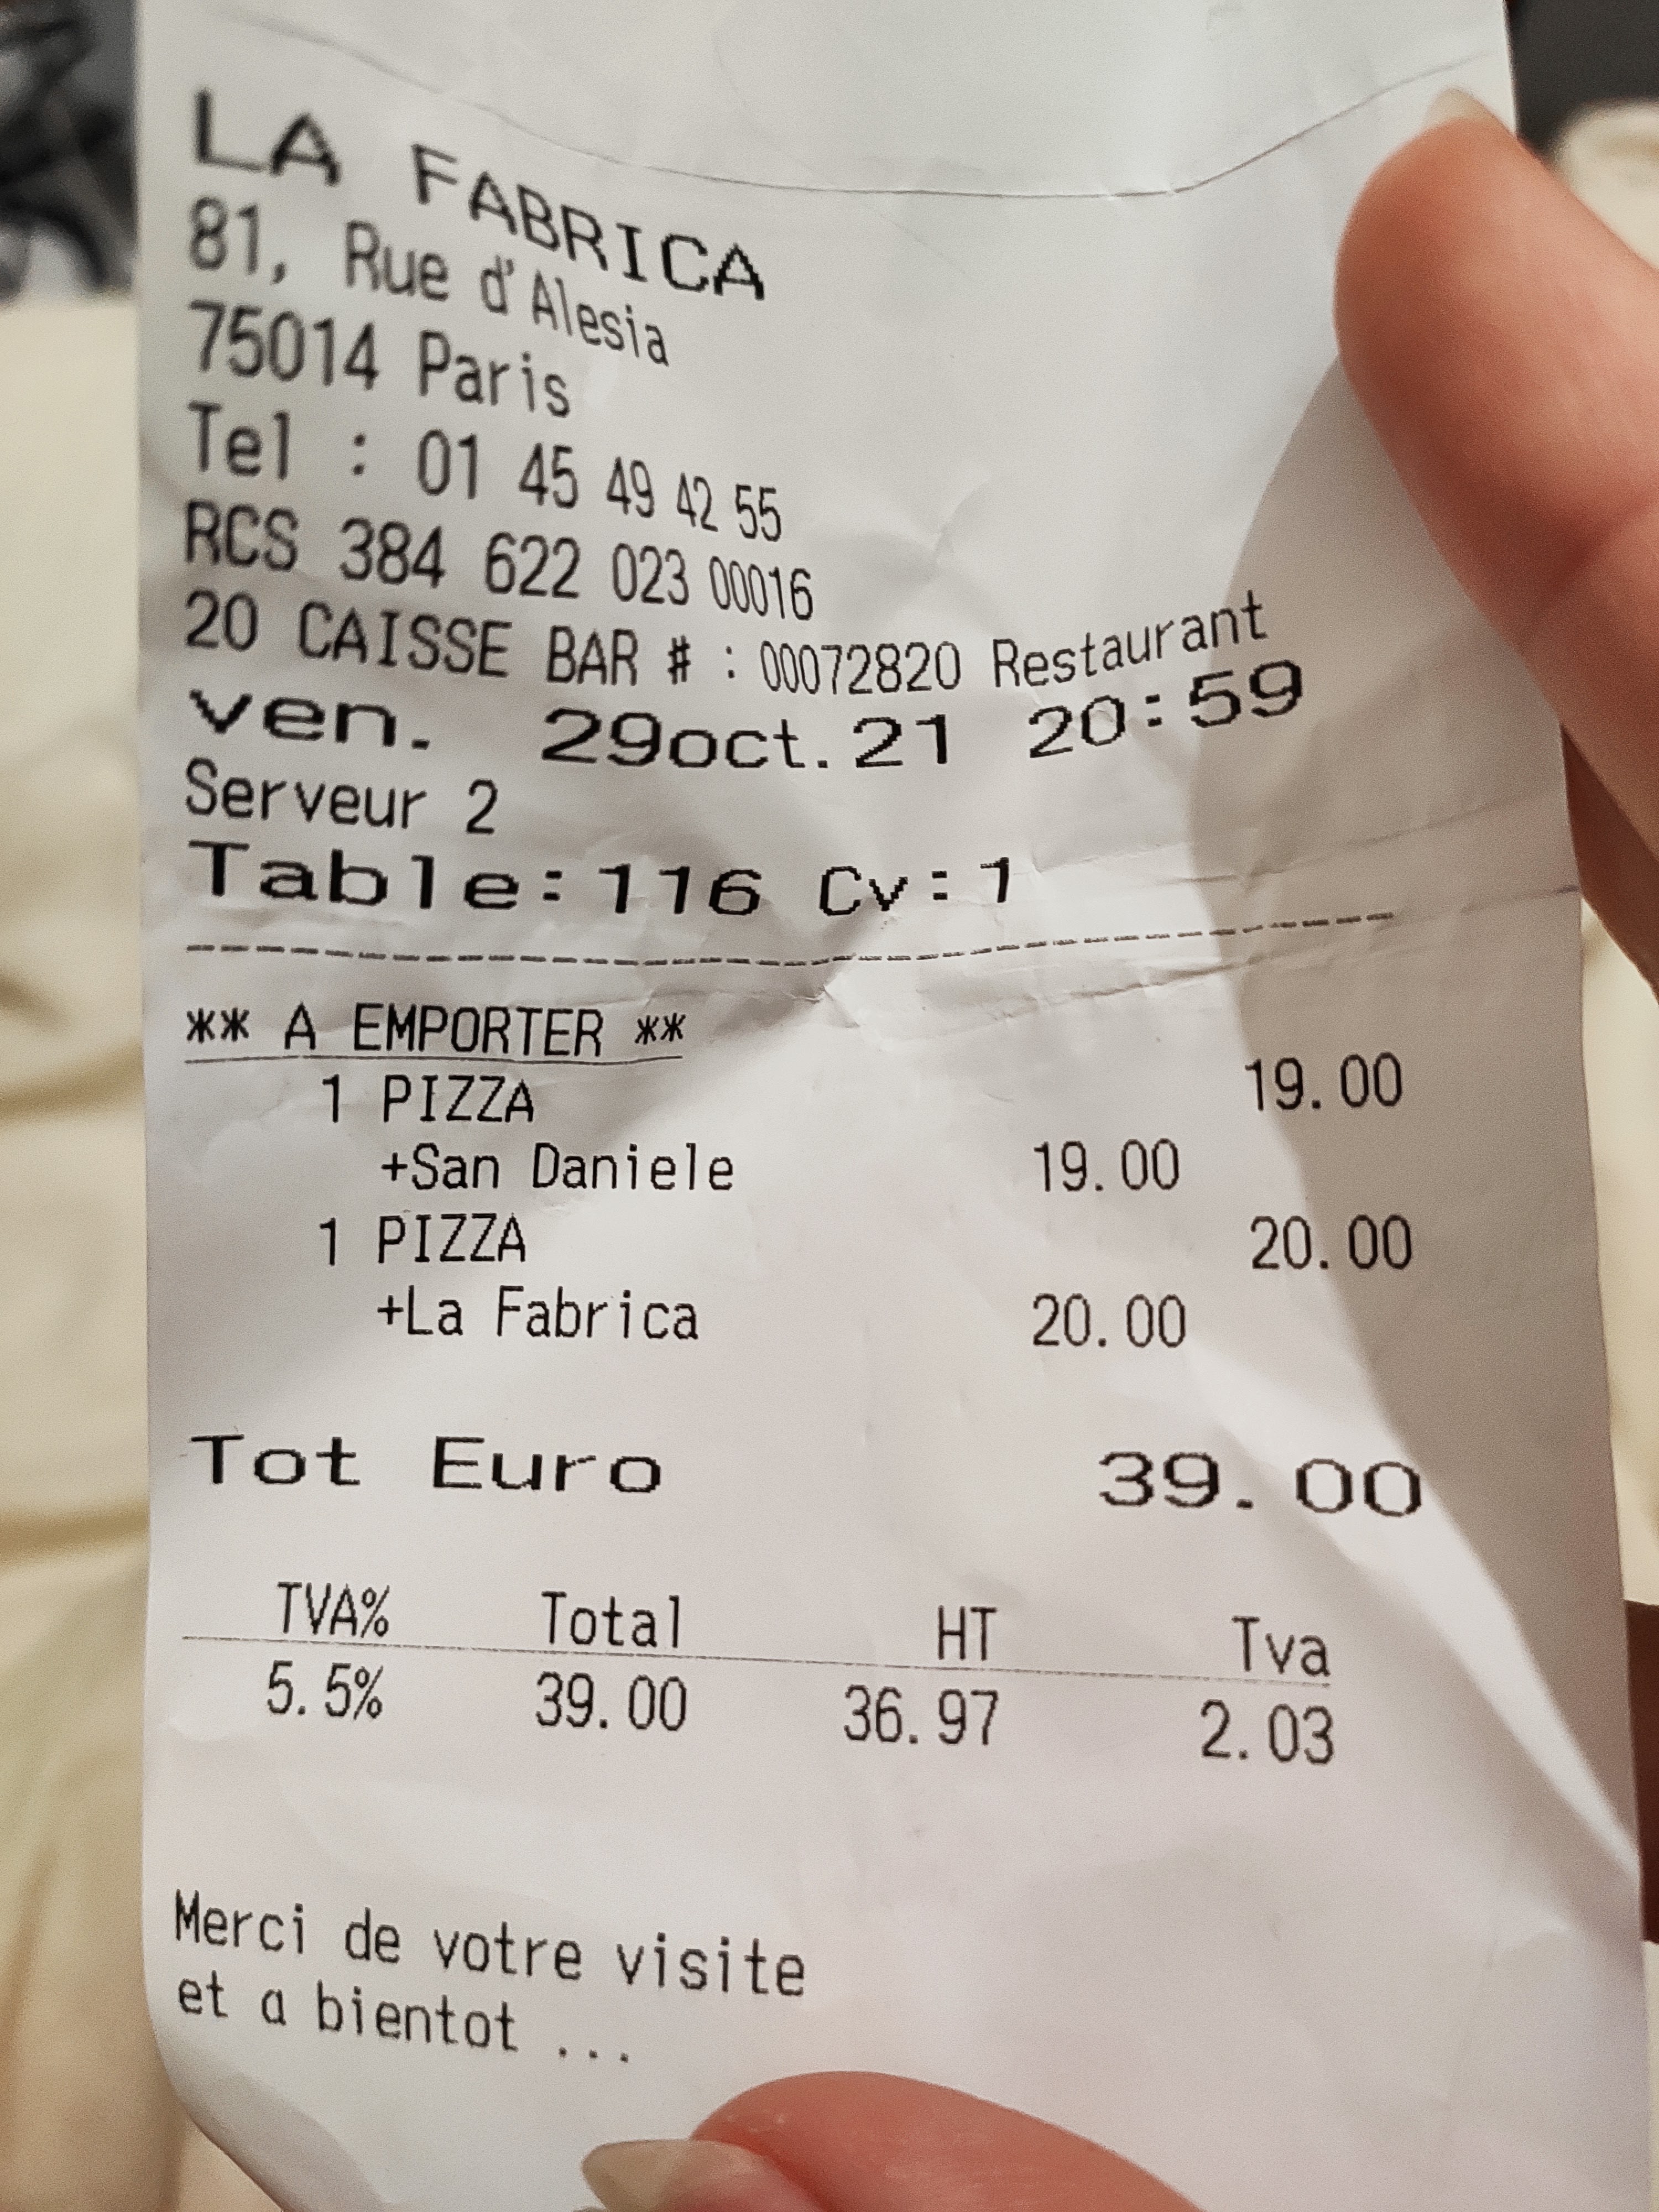 LA FABRICA
81, Rue d'Alesia
75014 Paris
Tel : 01 45 49 42 55
RCS 384 622 023 00016
20 CAISSE BAR # : 00072820 Restaurant
ven. 29oct.21 20:59
Serveur 2
Table:116 Cv:1
** A EMPORTER **
1 PIZZA 19.00
+San Daniele 19.00
1 PIZZA 20.00
+La Fabrica 20.00
Tot Euro 39.00
TVA% Total HT Tva
5.5% 39.00 36.97 2.03
Merci de votre visite
et a bientot ...